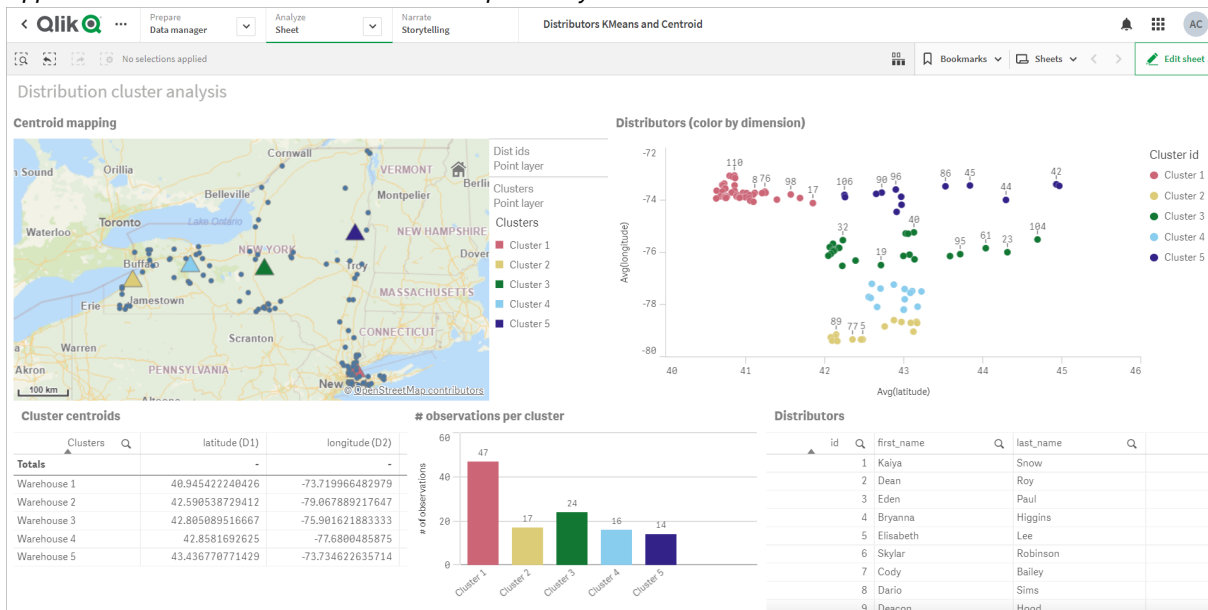 Qlik
Prepare
Data manager
Analyze
Sheet
Narrate
Storytelling
Distributors KMeans and Centroid
AC
No selections applied
Bookmarks
Sheets
Edit sheet
Distribution cluster analysis
Centroid mapping
Cornwall
n Sound
Orillia
VERMONT
Berlin
Belleville
Montpelier
Toronto
Lake Ontario
Waterloo
NEW HAMPSHIRE
NEW YORK
Dover
Buffalo
Troy
MASSACHUSETTS
Erie
Jamestown
CONNECTICUT
Scranton
Warren
a
Akron
PENNSYLVANIA
New
100 km
Altoona
© OpenStreetMap contributors
Dist ids
Point layer
Clusters
Point layer
Clusters
Cluster 1
Cluster 2
Cluster 3
Cluster 4
Cluster 5
Distributors (color by dimension)
-72
-74
-76
-78
-80
Avg(longitude)
110
8 76
98
17
106
90 96
86
45
44
42
32
40
19
95
61
23
104
89
77 5
40
41
42
43
44
45
46
Avg(latitude)
Cluster id
Cluster 1
Cluster 2
Cluster 3
Cluster 4
Cluster 5
Cluster centroids
Clusters latitude (D1) longitude (D2)
Totals - -
Warehouse 1 40.945422240426 -73.719966482979
Warehouse 2 42.590538729412 -79.067889217647
Warehouse 3 42.805089516667 -75.901621883333
Warehouse 4 42.8581692625 -77.6800485875
Warehouse 5 43.436770771429 -73.734622635714
# observations per cluster
60
40
20
0
# of observations
47
17
24
16
14
Cluster 1
Cluster 2
Cluster 3
Cluster 4
Cluster 5
Distributors
id first_name last_name
1 Kaiya Snow
2 Dean Roy
3 Eden Paul
4 Bryanna Higgins
5 Elisabeth Lee
6 Skylar Robinson
7 Cody Bailey
8 Dario Sims
9 Deacon Hood